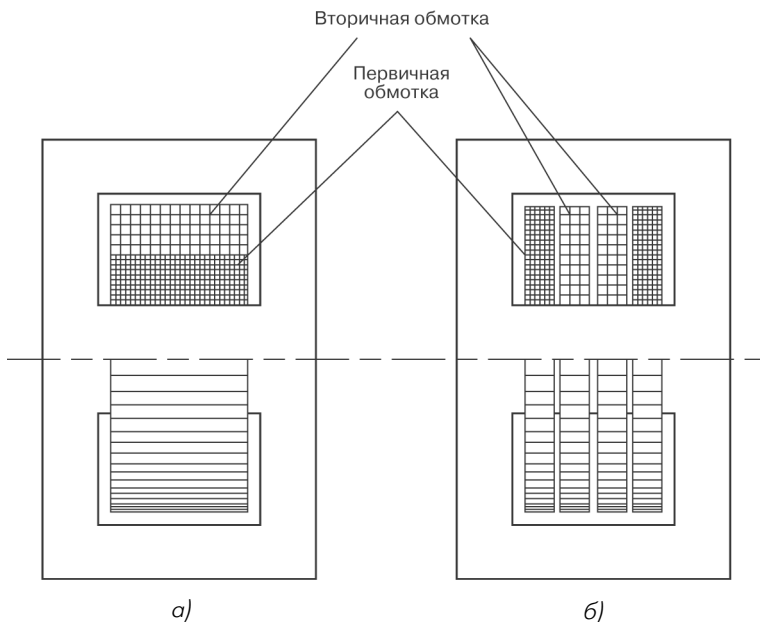 Вторичная обмотка
Первичная
обмотка
а)
б)